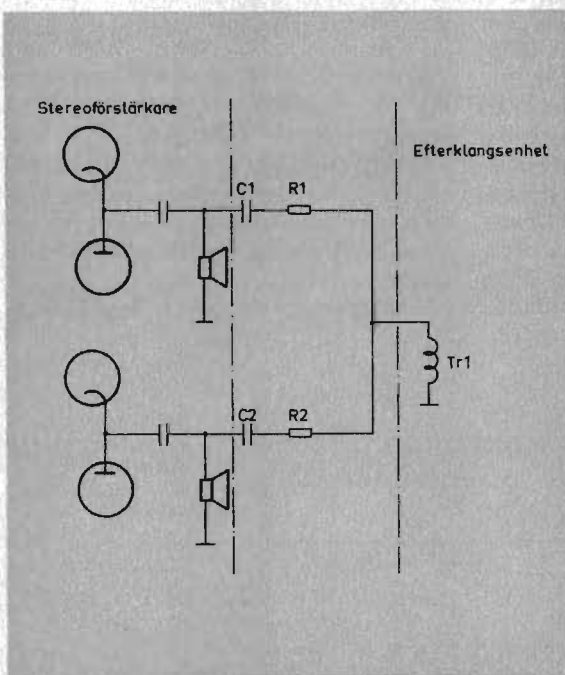 Stereoförstärkare
Efterklangsenhet
C1
R1
Tr1
C2
R2